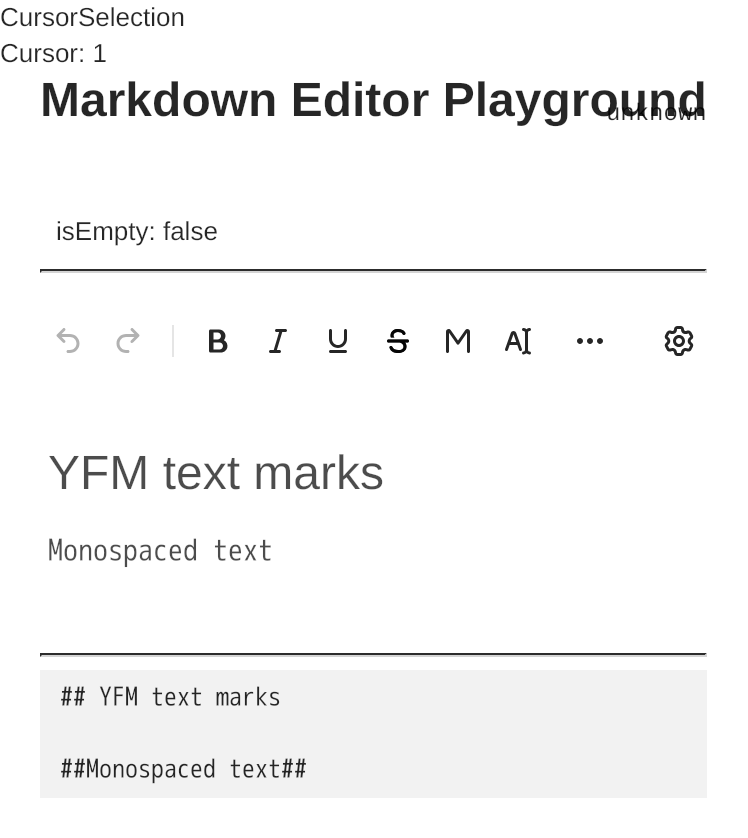 CursorSelection
Cursor: 1
Markdown Editor Playground
unknown
isEmpty: false
B I U S M AI
YFM text marks
Monospaced text
## YFM text marks
##Monospaced text##